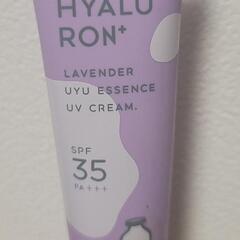 HYALU
RON+
LAVENDER
UYU ESSENCE
UV CREAM.
SPF
35
PA+++